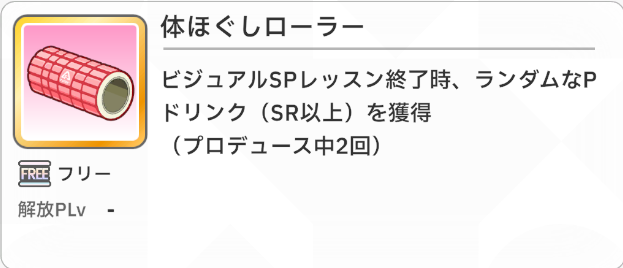 体ほぐしローラー
ビジュアルSPレッスン終了時、ランダムなP
ドリンク（SR以上）を獲得
（プロデュース中2回）
FREE フリー
解放PLv -